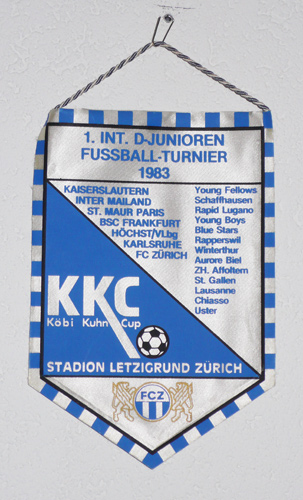 1. INT. D-JUNIOREN
FUSSBALL-TURNIER
1983
KAISERSLAUTERN
INTER MAILAND
ST. MAUR PARIS
BSC FRANKFURT
HÖCHST/VLbg
KARLSRUHE
FC ZÜRICH
Young Fellows
Schaffhausen
Rapid Lugano
Young Boys
Blue Stars
Rapperswil
Winterthur
Aurore Biel
ZH. Affoltern
St. Gallen
Lausanne
Chiasso
Uster
KKC
Köbi Kuhn Cup
STADION LETZIGRUND ZÜRICH
FCZ